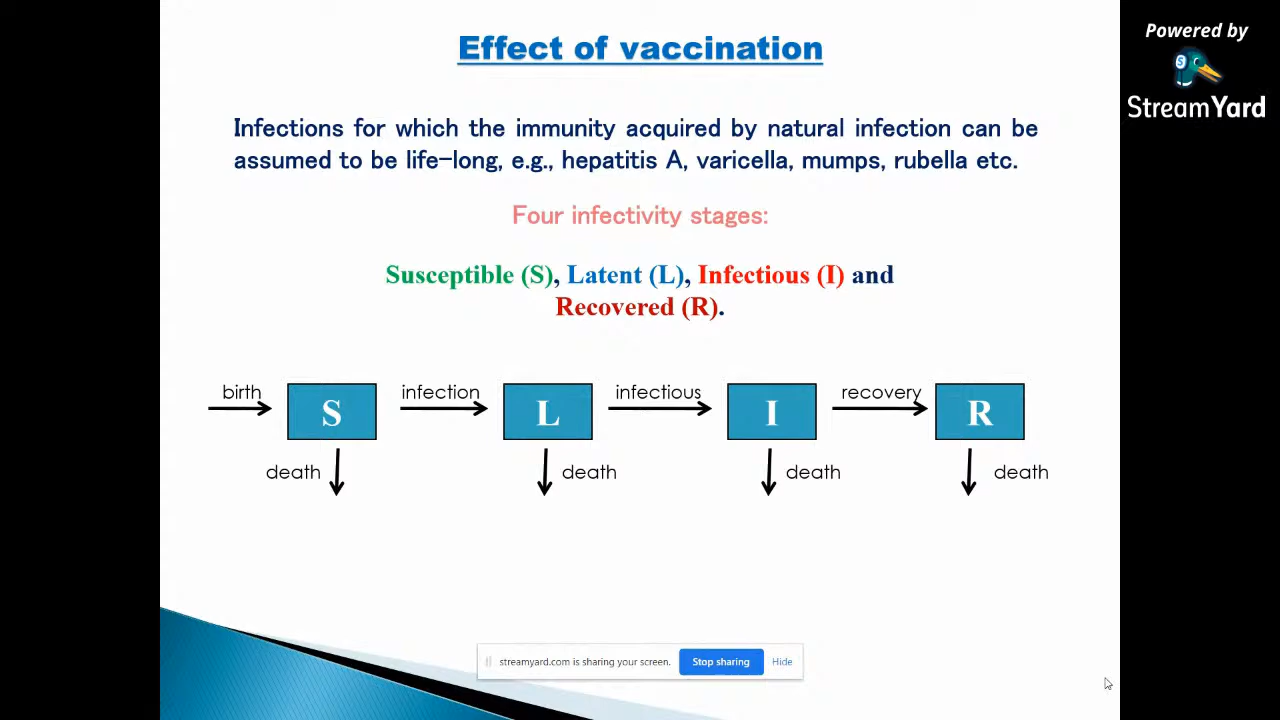 Effect of vaccination
Powered by
StreamYard
Infections for which the immunity acquired by natural infection can be
assumed to be life-long, e.g., hepatitis A, varicella, mumps, rubella etc.
Four infectivity stages:
Susceptible (S), Latent (L), Infectious (I) and
Recovered (R).
birth S infection L infectious I recovery R
death death death death
streamyard.com is sharing your screen. Stop sharing Hide